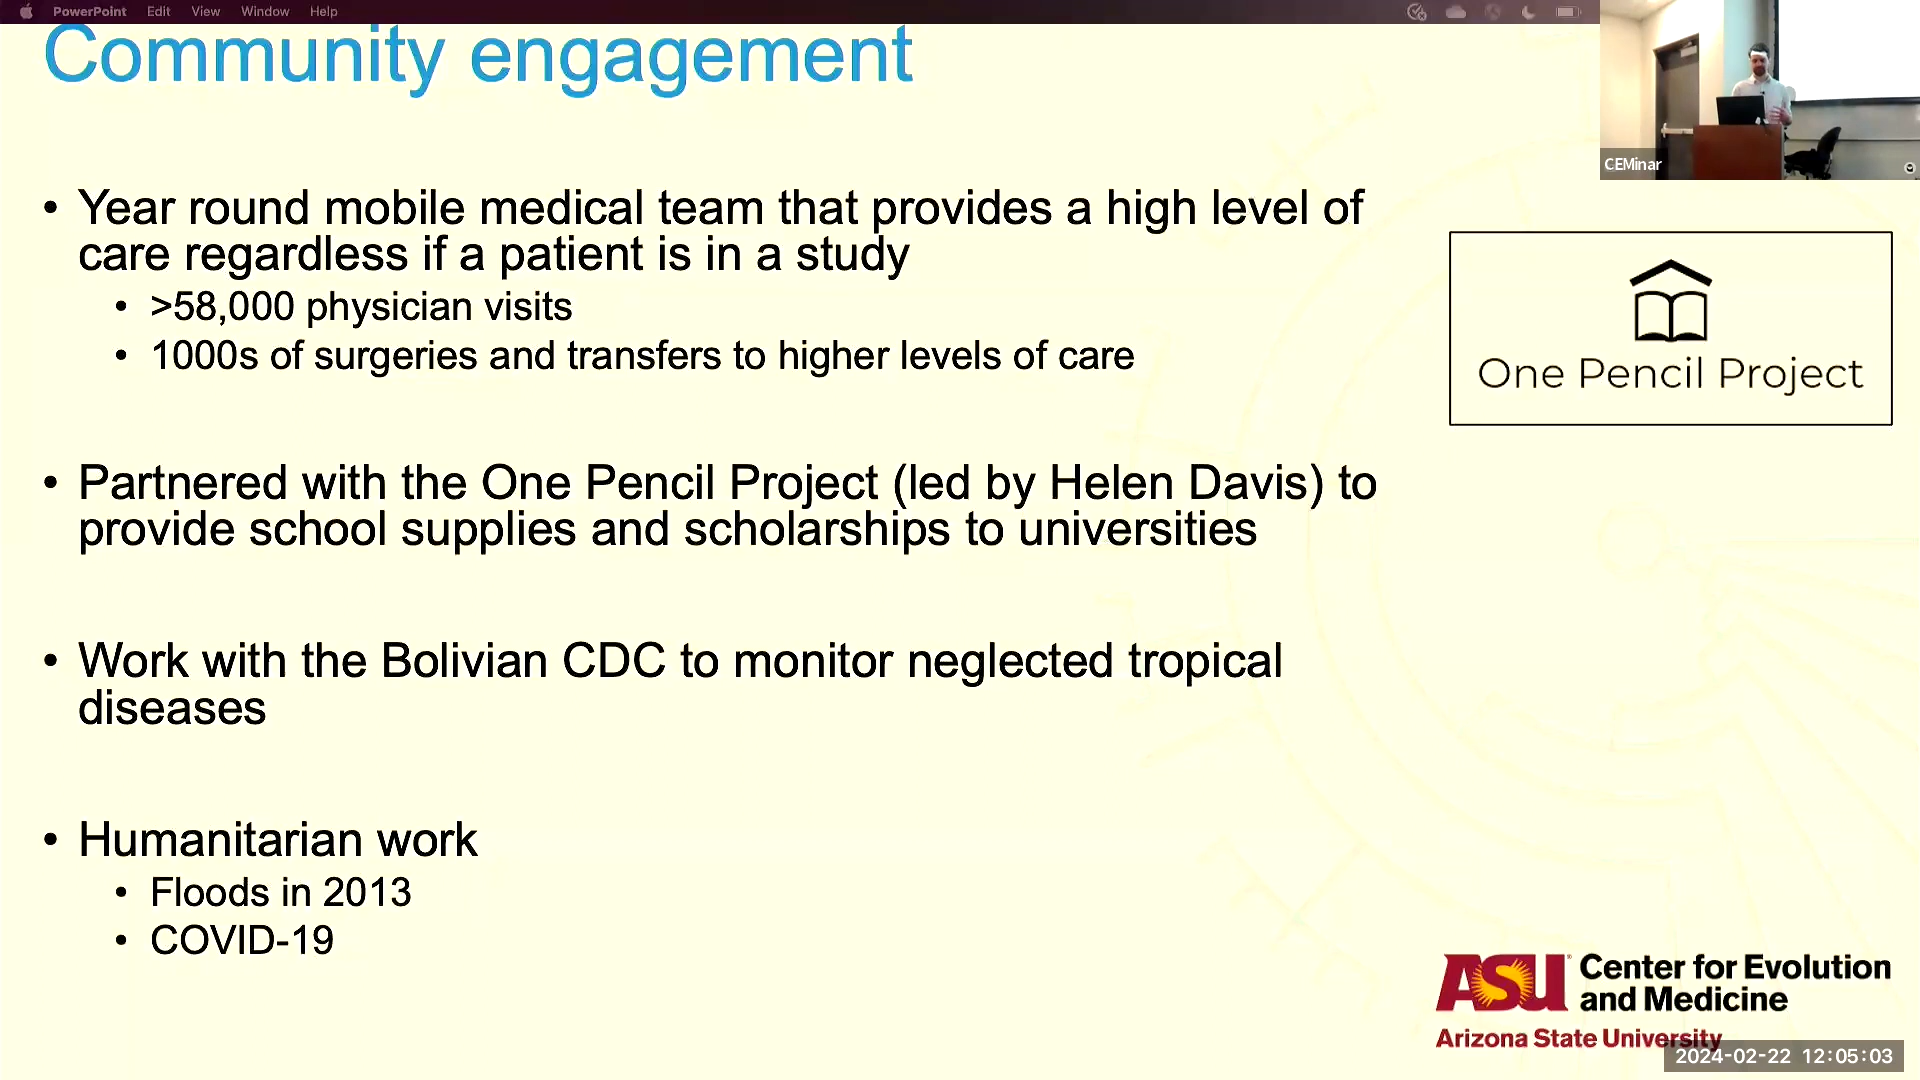 PowerPoint Edit View Window Help
Community engagement
CEMinar
• Year round mobile medical team that provides a high level of
care regardless if a patient is in a study
• >58,000 physician visits
• 1000s of surgeries and transfers to higher levels of care
One Pencil Project
• Partnered with the One Pencil Project (led by Helen Davis) to
provide school supplies and scholarships to universities
• Work with the Bolivian CDC to monitor neglected tropical
diseases
• Humanitarian work
• Floods in 2013
• COVID-19
ASU Center for Evolution
and Medicine
Arizona State University
2024-02-22 12:05:03